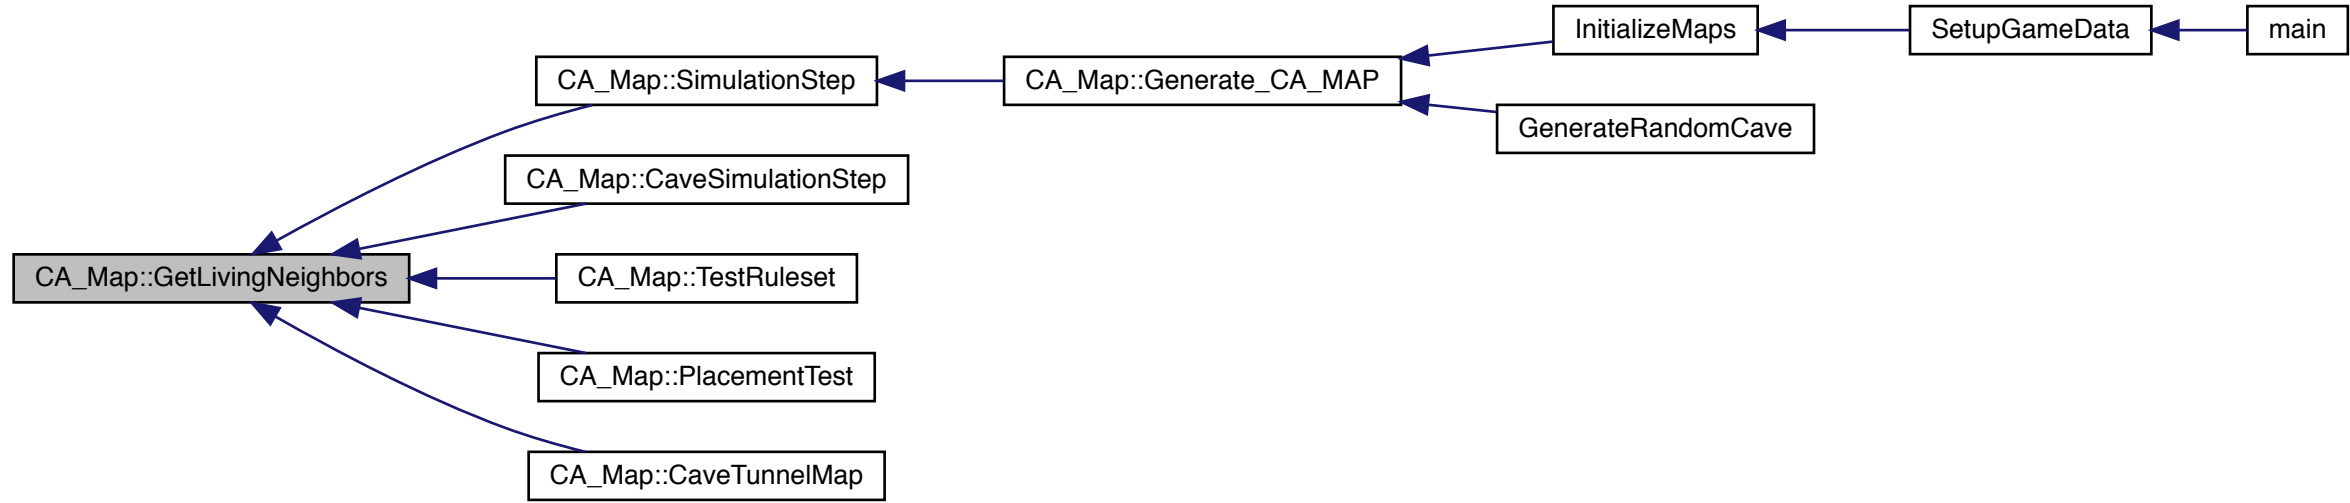 InitializeMaps
SetupGameData
main
CA_Map::SimulationStep
CA_Map::Generate_CA_MAP
GenerateRandomCave
CA_Map::CaveSimulationStep
CA_Map::GetLivingNeighbors
CA_Map::TestRuleset
CA_Map::PlacementTest
CA_Map::CaveTunnelMap